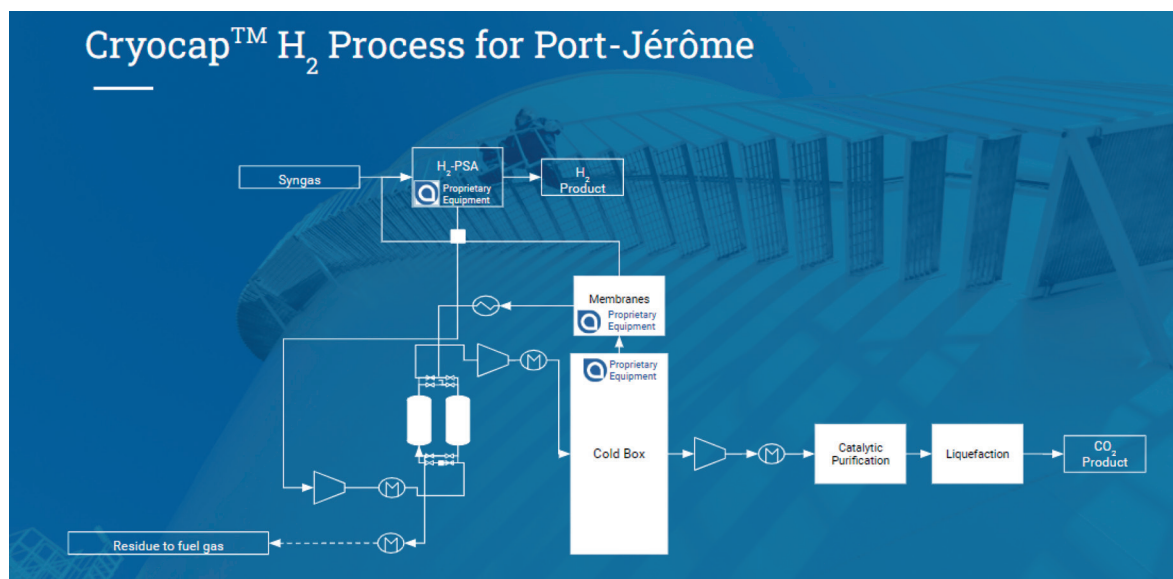 Cryocap™ H₂ Process for Port-Jérôme
Syngas
H₂-PSA
Proprietary
Equipment
H₂
Product
Membranes
Proprietary
Equipment
Proprietary
Equipment
Cold Box
Catalytic
Purification
Liquefaction
CO₂
Product
M
M
M
M
Residue to fuel gas